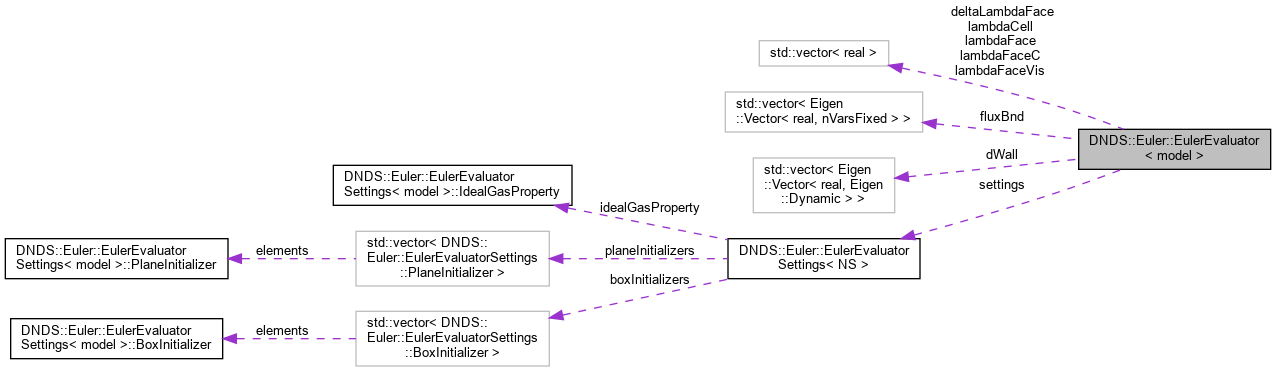 deltaLambdaFace
lambdaCell
lambdaFace
lambdaFaceC
lambdaFaceVis
std::vector< real >
std::vector< Eigen
::Vector< real, nVarsFixed > >
fluxBnd
DNDS::Euler::EulerEvaluator
< model >
dWall
std::vector< Eigen
::Vector< real, Eigen
::Dynamic > >
settings
DNDS::Euler::EulerEvaluator
Settings< model >::IdealGasProperty
idealGasProperty
DNDS::Euler::EulerEvaluator
Settings< NS >
planeInitializers
std::vector< DNDS::
Euler::EulerEvaluatorSettings
::PlaneInitializer >
elements
DNDS::Euler::EulerEvaluator
Settings< model >::PlaneInitializer
boxInitializers
std::vector< DNDS::
Euler::EulerEvaluatorSettings
::BoxInitializer >
elements
DNDS::Euler::EulerEvaluator
Settings< model >::BoxInitializer